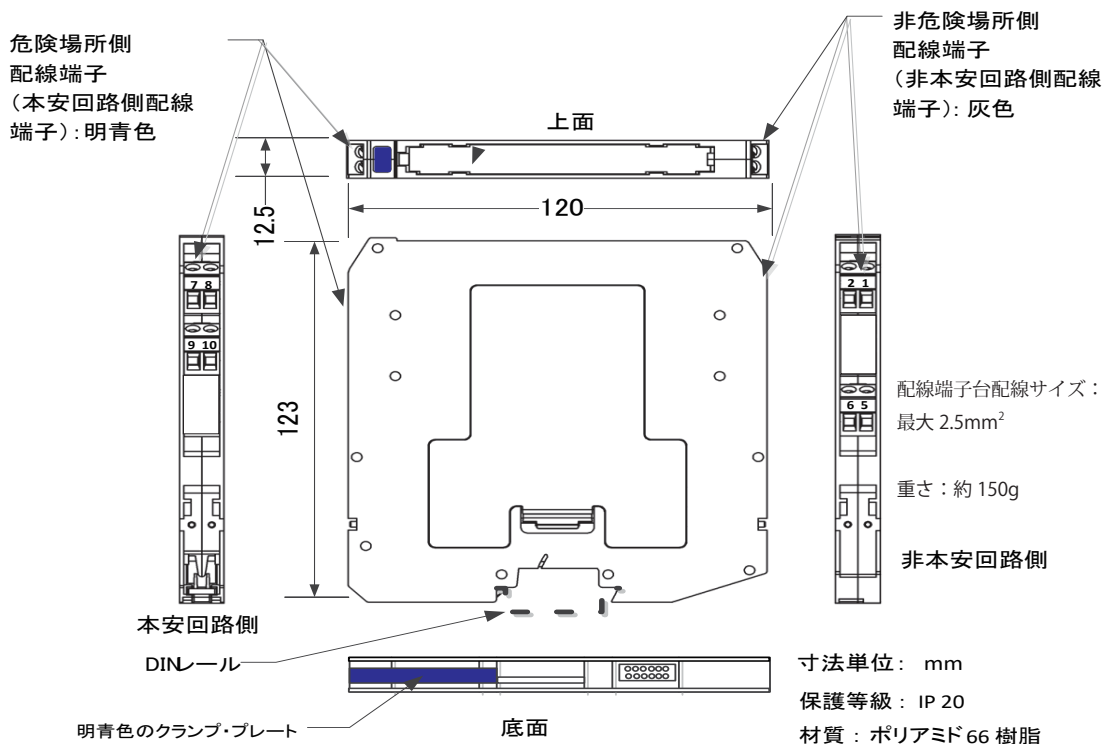 危険場所側
配線端子
(本安回路側配線
端子):明青色
非危険場所側
配線端子
(非本安回路側配線
端子): 灰色
上面
12.5
120
7 8
9 10
123
2 1
6 5
配線端子台配線サイズ:
最大 2.5mm²
重さ:約 150g
非本安回路側
本安回路側
DINレール
明青色のクランプ・プレート
底面
寸法単位: mm
保護等級: IP 20
材質:ポリアミド 66 樹脂